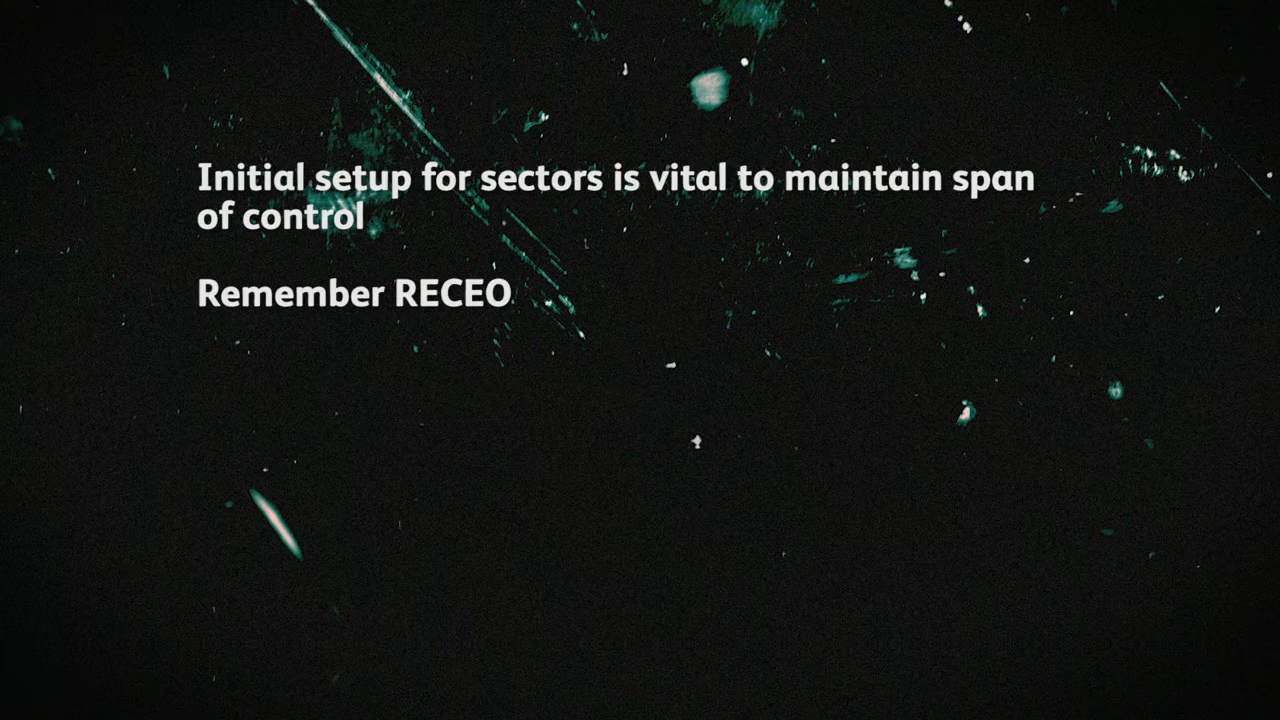 Initial setup for sectors is vital to maintain span
of control
Remember RECEO